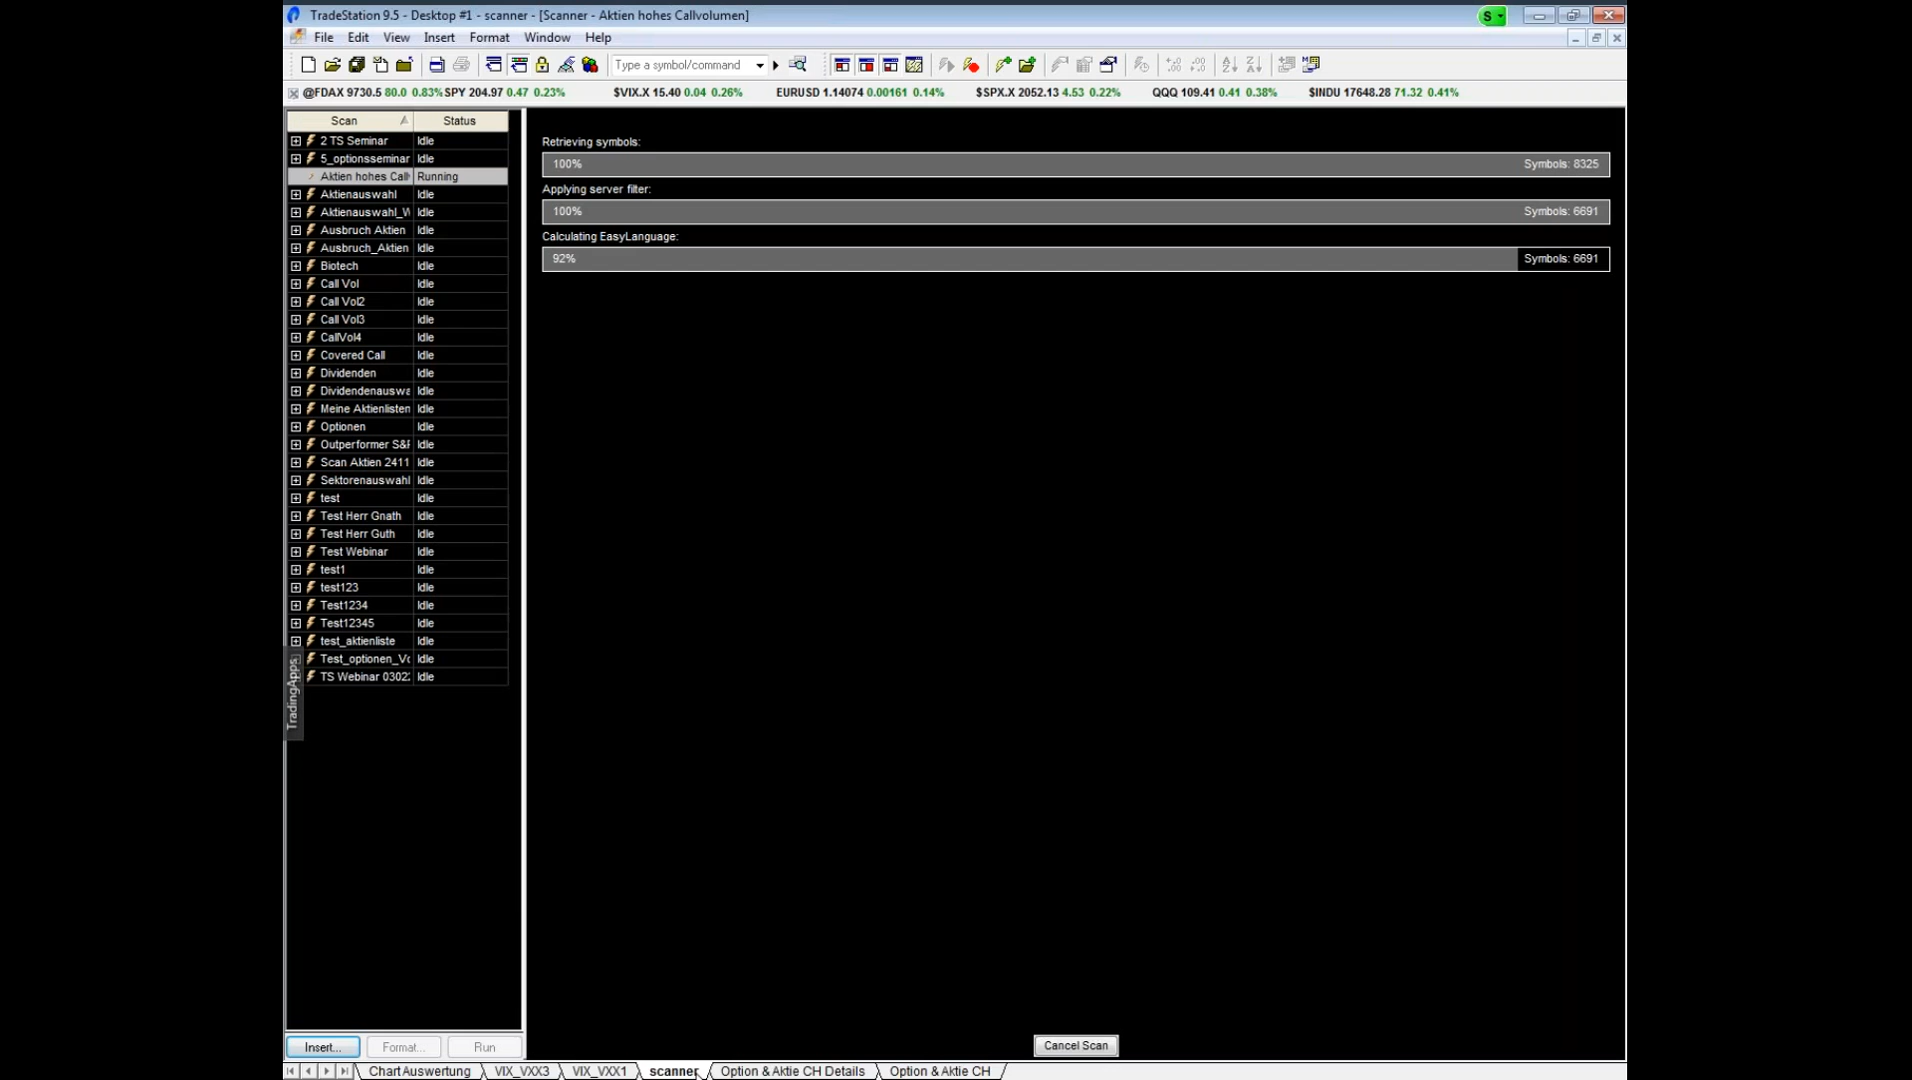 TradeStation 9.5 - Desktop #1 - scanner - [Scanner - Aktien hohes Callvolumen]
S
File Edit View Insert Format Window Help
Type a symbol/command
@FDAX 9730.5 80.0 0.83% SPY 204.97 0.47 0.23% $VIX.X 15.40 0.04 0.26% EURUSD 1.14074 0.00161 0.14% $SPX.X 2052.13 4.53 0.22% QQQ 109.41 0.41 0.38% $INDU 17648.28 71.32 0.41%
Scan Status
2 TS Seminar Idle
5_optionsseminar Idle
Aktien hohes Call Running
Aktienauswahl Idle
Aktienauswahl_W Idle
Ausbruch Aktien Idle
Ausbruch_Aktien Idle
Biotech Idle
Call Vol Idle
Call Vol2 Idle
Call Vol3 Idle
CallVol4 Idle
Covered Call Idle
Dividenden Idle
Dividendenauswa Idle
Meine Aktienlisten Idle
Optionen Idle
Outperformer S&P Idle
Scan Aktien 2411 Idle
Sektorenauswahl Idle
test Idle
Test Herr Gnath Idle
Test Herr Guth Idle
Test Webinar Idle
test1 Idle
test123 Idle
Test1234 Idle
Test12345 Idle
test_aktienliste Idle
Test_optionen_Vo Idle
TS Webinar 0302 Idle
TradingApps
Retrieving symbols:
100% Symbols: 8325
Applying server filter:
100% Symbols: 6691
Calculating EasyLanguage:
92% Symbols: 6691
Insert... Format... Run
Cancel Scan
Chart Auswertung VIX_VXX3 VIX_VXX1 scanner Option & Aktie CH Details Option & Aktie CH